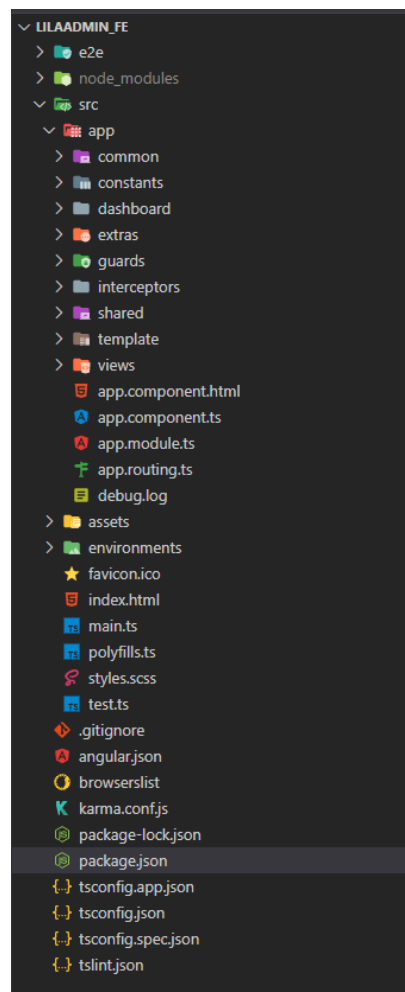 LILAADMIN_FE
e2e
node_modules
src
app
common
constants
dashboard
extras
guards
interceptors
shared
template
views
app.component.html
app.component.ts
app.module.ts
app.routing.ts
debug.log
assets
environments
favicon.ico
index.html
main.ts
polyfills.ts
styles.scss
test.ts
.gitignore
angular.json
browserslist
karma.conf.js
package-lock.json
package.json
tsconfig.app.json
tsconfig.json
tsconfig.spec.json
tslint.json